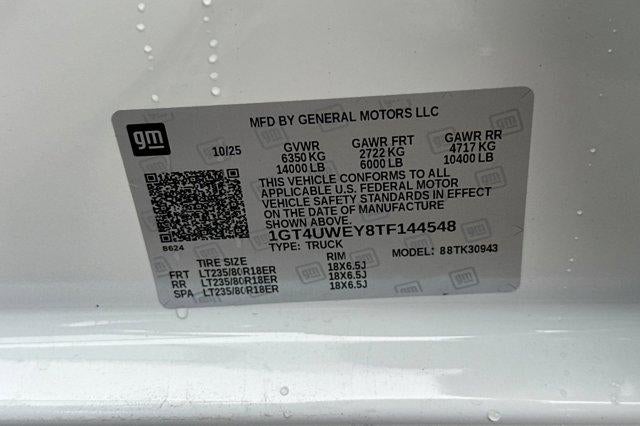 MFD BY GENERAL MOTORS LLC
gm
10/25 GVWR GAWR FRT GAWR RR
6350 KG 2722 KG 4717 KG
14000 LB 6000 LB 10400 LB
THIS VEHICLE CONFORMS TO ALL
APPLICABLE U.S. FEDERAL MOTOR
VEHICLE SAFETY STANDARDS IN EFFECT
ON THE DATE OF MANUFACTURE
SHOWN ABOVE.
1GT4UWEY8TF144548
8624
TYPE: TRUCK
MODEL: 88TK30943
TIRE SIZE RIM
FRT LT235/80R18ER 18X6.5J
RR LT235/80R18ER 18X6.5J
SPA LT235/80R18ER 18X6.5J